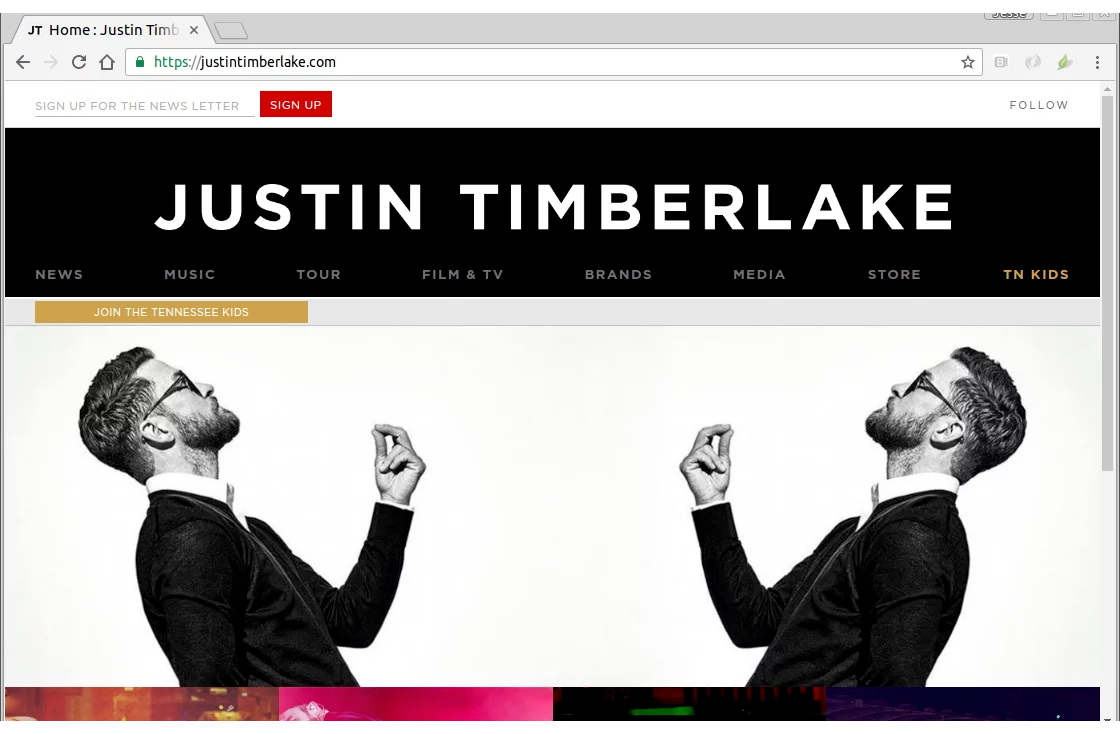 Jesse
JT Home : Justin Timb
https://justintimberlake.com
SIGN UP FOR THE NEWS LETTER
SIGN UP
FOLLOW
JUSTIN TIMBERLAKE
NEWS
MUSIC
TOUR
FILM & TV
BRANDS
MEDIA
STORE
TN KIDS
JOIN THE TENNESSEE KIDS